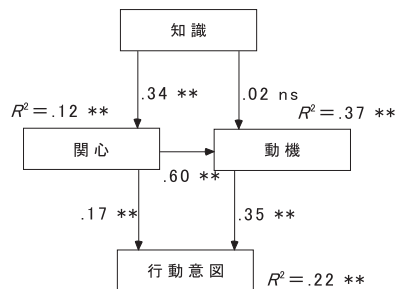 知識
.34 **
.02 ns
R²＝.12 **
R²＝.37 **
関心
動機
.60 **
.17 **
.35 **
行動意図
R²＝.22 **